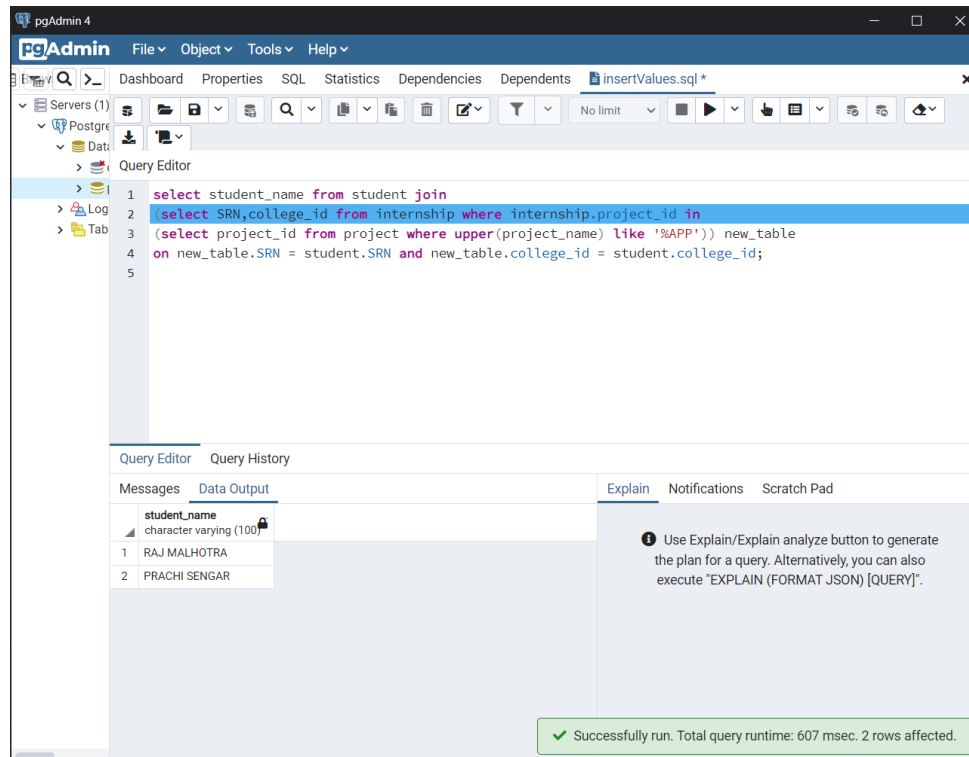 pgAdmin 4
pgAdmin File Object Tools Help
Dashboard Properties SQL Statistics Dependencies Dependents insertValues.sql *
Servers (1)
Postgre
Data
Log
Tab
No limit
Query Editor
1 select student_name from student join
2 (select SRN,college_id from internship where internship.project_id in
3 (select project_id from project where upper(project_name) like '%APP')) new_table
4 on new_table.SRN = student.SRN and new_table.college_id = student.college_id;
5
Query Editor Query History
Messages Data Output
student_name
character varying (100)
1 RAJ MALHOTRA
2 PRACHI SENGAR
Explain Notifications Scratch Pad
Use Explain/Explain analyze button to generate
the plan for a query. Alternatively, you can also
execute "EXPLAIN (FORMAT JSON) [QUERY]".
Successfully run. Total query runtime: 607 msec. 2 rows affected.